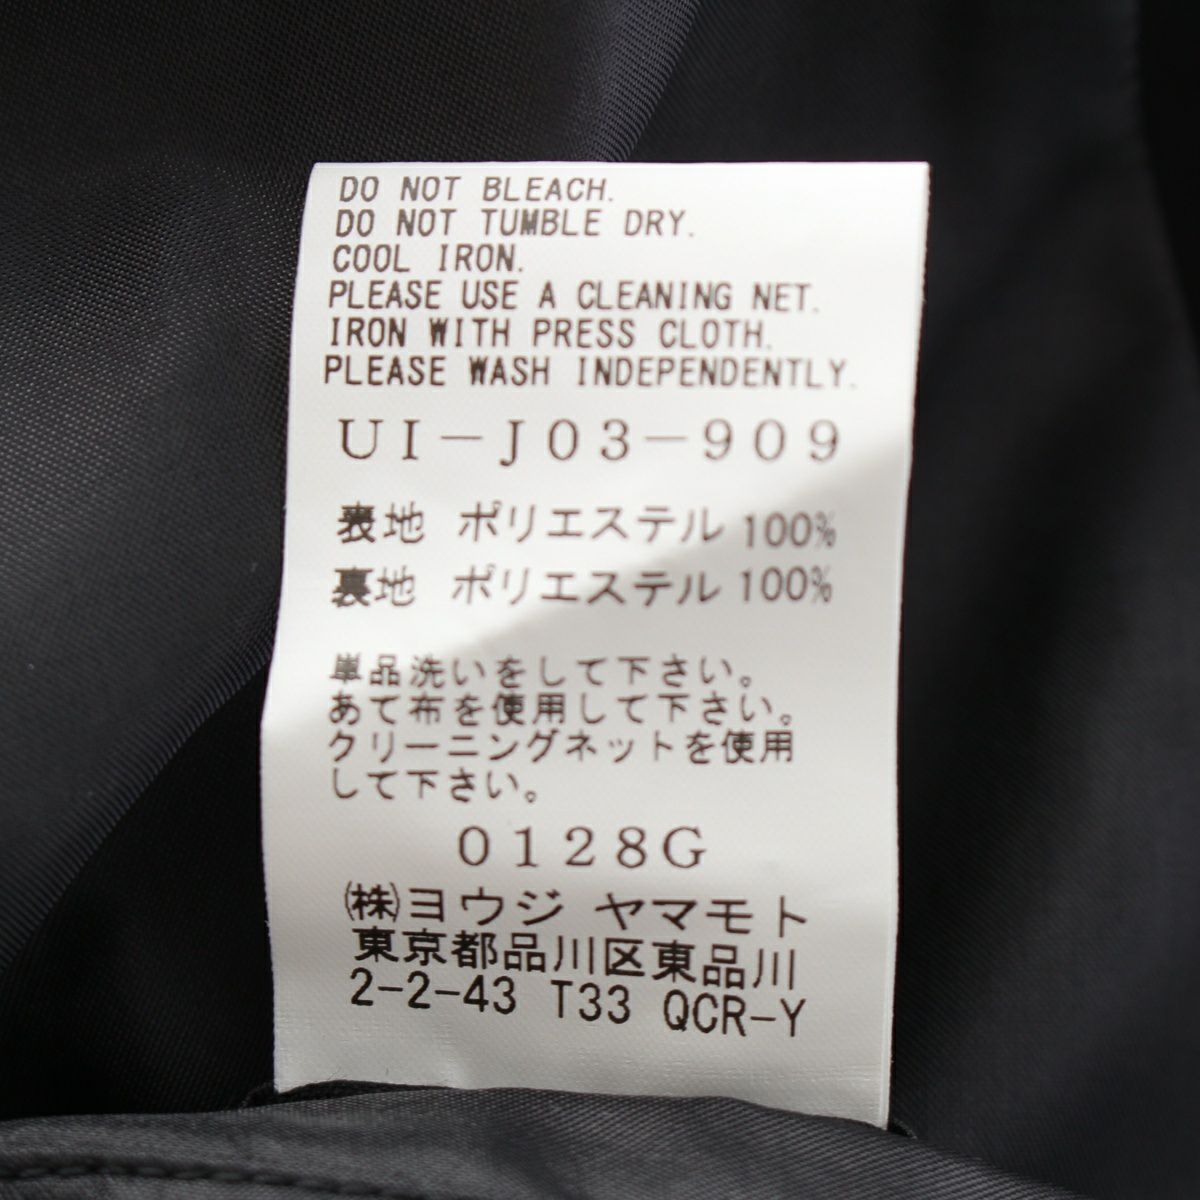 DO NOT BLEACH.
DO NOT TUMBLE DRY.
COOL IRON.
PLEASE USE A CLEANING NET.
IRON WITH PRESS CLOTH.
PLEASE WASH INDEPENDENTLY.
UI-J03-909
表地 ポリエステル 100%
裏地 ポリエステル 100%
単品洗いをして下さい。
あて布を使用して下さい。
クリーニングネットを使用
して下さい。
0128G
(株)ヨウジ ヤマモト
東京都品川区東品川
2-2-43 T33 QCR-Y